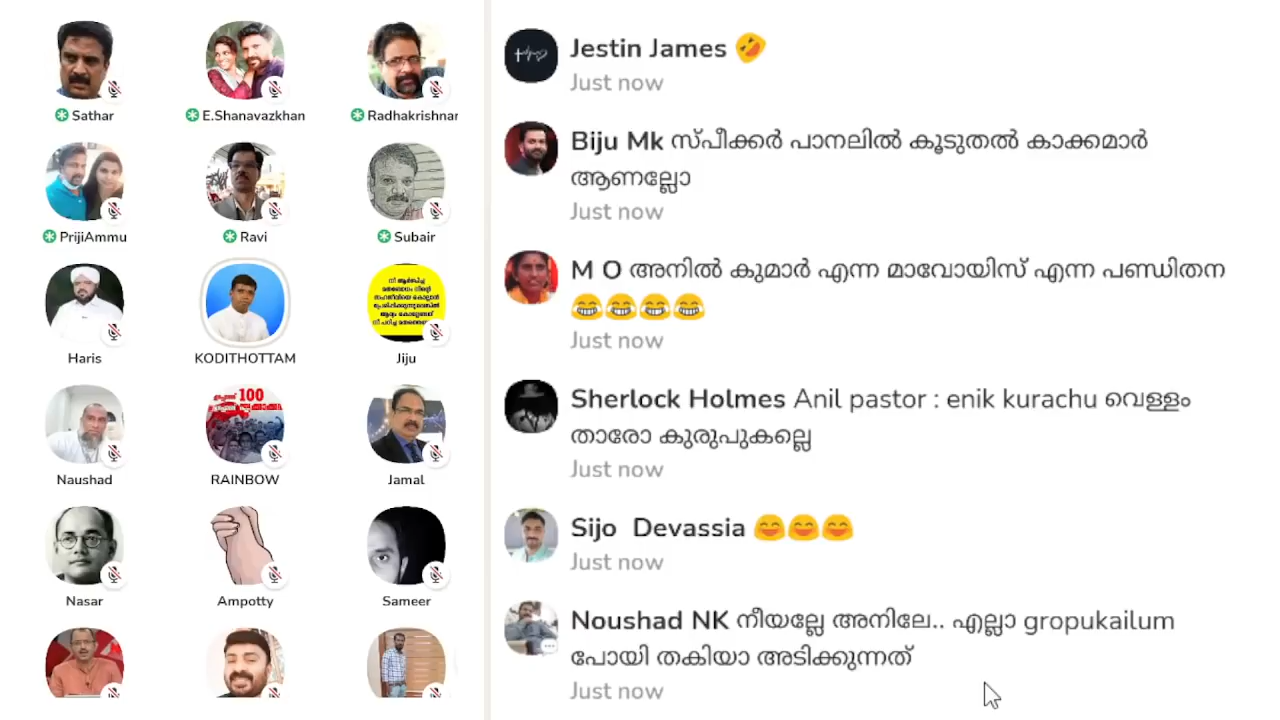 Sathar
E.Shanavazkhan
Radhakrishnar
PrijiAmmu
Ravi
Subair
Haris
KODITHOTTAM
Jiju
Naushad
100
RAINBOW
Jamal
Nasar
Ampotty
Sameer
Jestin James 🤣
Just now
Biju Mk സ്പീക്കർ പാനലിൽ കൂടുതൽ കാക്കമാർ
ആണല്ലോ
Just now
M O അനിൽ കുമാർ എന്ന മാവോയിസ് എന്ന പണ്ഡിതന
😂😂😂😂
Just now
Sherlock Holmes Anil pastor : enik kurachu വെള്ളം
താരോ കുരുപുകല്ലെ
Just now
Sijo Devassia 😄😄😄
Just now
Noushad NK നീയല്ലേ അനിലേ.. എല്ലാ gropukailum
പോയി തകിയാ അടിക്കുന്നത്
Just now